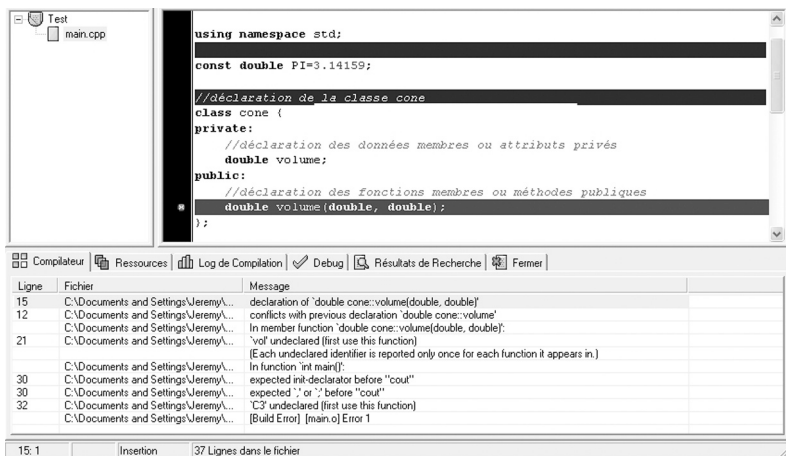 Test
main.cpp
using namespace std;
const double PI=3.14159;
//déclaration de la classe cone
class cone {
private:
//déclaration des données membres ou attributs privés
double volume;
public:
//déclaration des fonctions membres ou méthodes publiques
double volume(double, double);
};
Compilateur Ressources Log de Compilation Debug Résultats de Recherche Fermer
Ligne Fichier Message
15 C:\Documents and Settings\Jeremy\... declaration of `double cone::volume(double, double)'
12 C:\Documents and Settings\Jeremy\... conflicts with previous declaration `double cone::volume'
C:\Documents and Settings\Jeremy\... In member function `double cone::volume(double, double)':
21 C:\Documents and Settings\Jeremy\... `vol' undeclared (first use this function)
(Each undeclared identifier is reported only once for each function it appears in.)
C:\Documents and Settings\Jeremy\... In function `int main()':
30 C:\Documents and Settings\Jeremy\... expected init-declarator before "cout"
30 C:\Documents and Settings\Jeremy\... expected `,' or `;' before "cout"
32 C:\Documents and Settings\Jeremy\... `C3' undeclared (first use this function)
C:\Documents and Settings\Jeremy\... [Build Error] [main.o] Error 1
15: 1 Insertion 37 Lignes dans le fichier